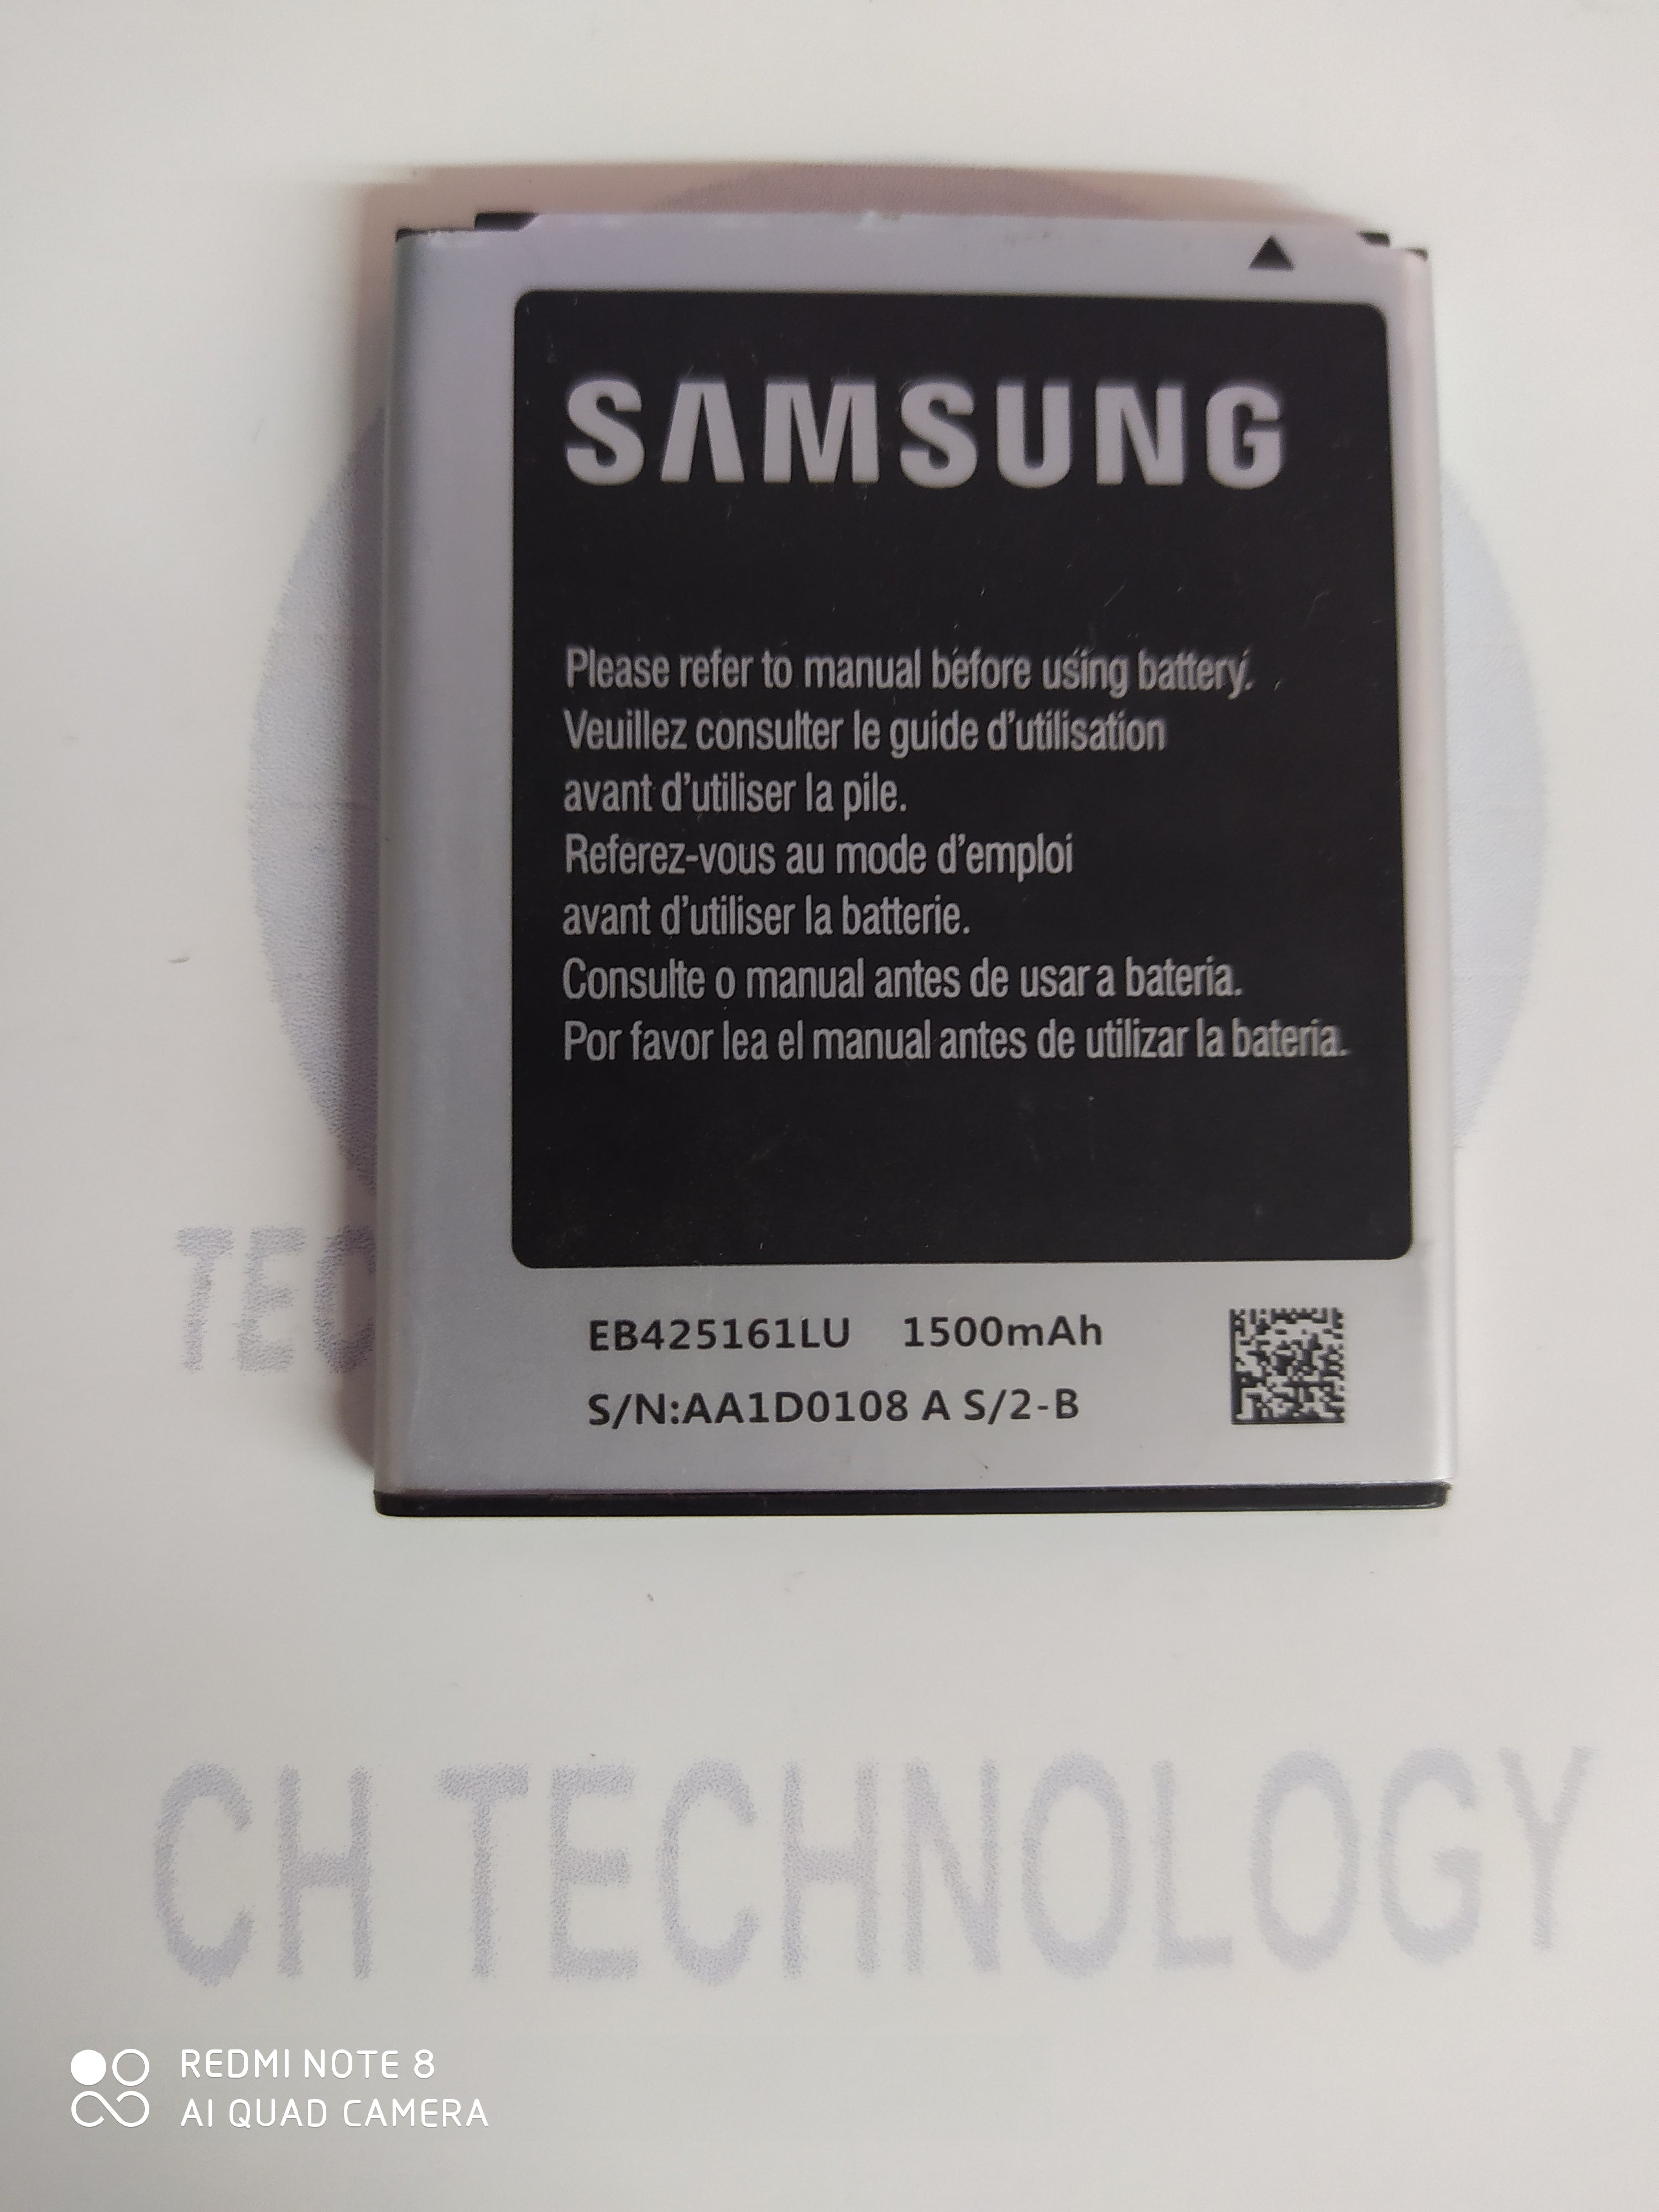 SAMSUNG
Please refer to manual before using battery.
Veuillez consulter le guide d'utilisation
avant d'utiliser la pile.
Referez-vous au mode d'emploi
avant d'utiliser la batterie.
Consulte o manual antes de usar a bateria.
Por favor lea el manual antes de utilizar la bateria.
TEC
EB425161LU 1500mAh
S/N:AA1D0108 A S/2-B
CH TECHNOLOGY
REDMI NOTE 8
AI QUAD CAMERA